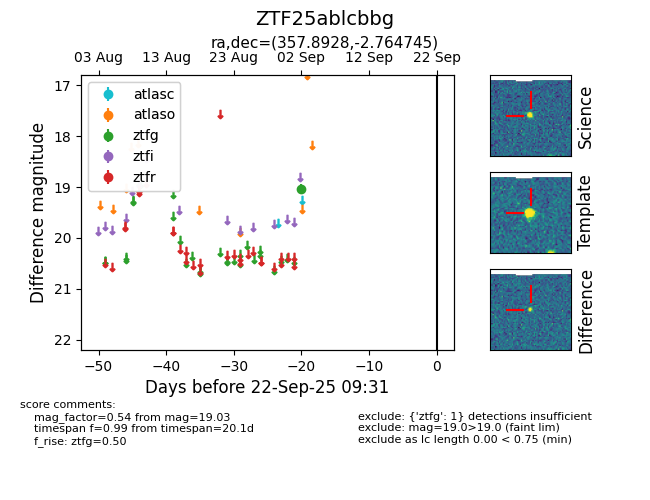 ZTF25ablcbbg
ra,dec=(357.8928,-2.764745)
03 Aug 13 Aug 23 Aug 02 Sep 12 Sep 22 Sep
17
18
19
20
21
22
Difference magnitude
atlasc
atlaso
ztfg
ztfi
ztfr
−50 −40 −30 −20 −10 0
Days before 22-Sep-25 09:31
Science
Template
Difference
score comments:
mag_factor=0.54 from mag=19.03
timespan f=0.99 from timespan=20.1d
f_rise: ztfg=0.50
exclude: {'ztfg': 1} detections insufficient
exclude: mag=19.0>19.0 (faint lim)
exclude as lc length 0.00 < 0.75 (min)